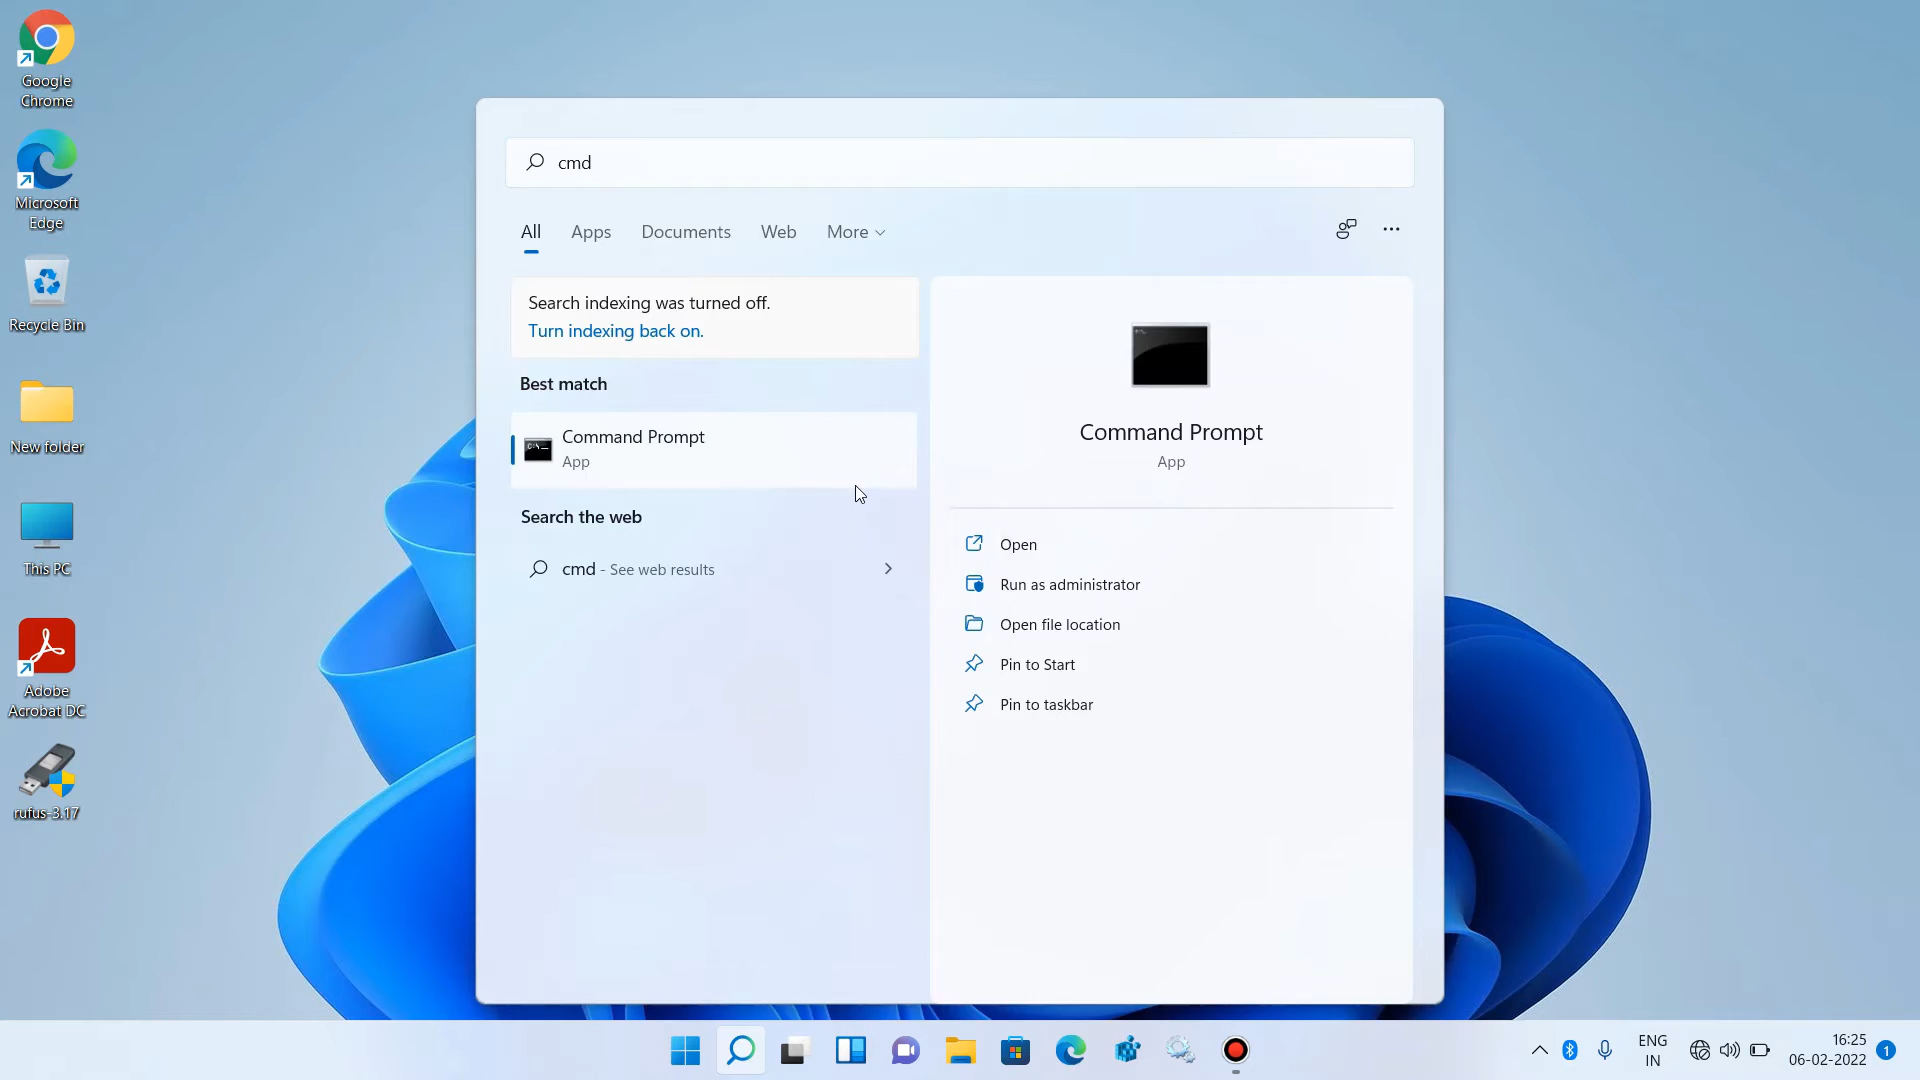 Google
Chrome
Microsoft
Edge
Recycle Bin
New folder
This PC
Adobe
Acrobat DC
rufus-3.17
cmd
All Apps Documents Web More
Search indexing was turned off.
Turn indexing back on.
Best match
Command Prompt
App
Search the web
cmd - See web results
Command Prompt
App
Open
Run as administrator
Open file location
Pin to Start
Pin to taskbar
ENG
IN
16:25
06-02-2022
1